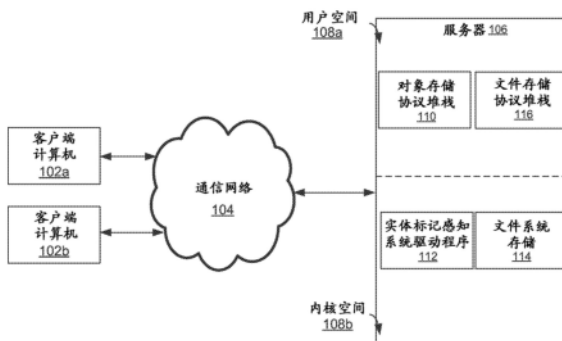 用户空间
108a
服务器 106
对象存储
协议堆栈
110
文件存储
协议堆栈
116
客户端
计算机
102a
客户端
计算机
102b
通信网络
104
实体标记感知
系统驱动程序
112
文件系统
存储
114
内核空间
108b